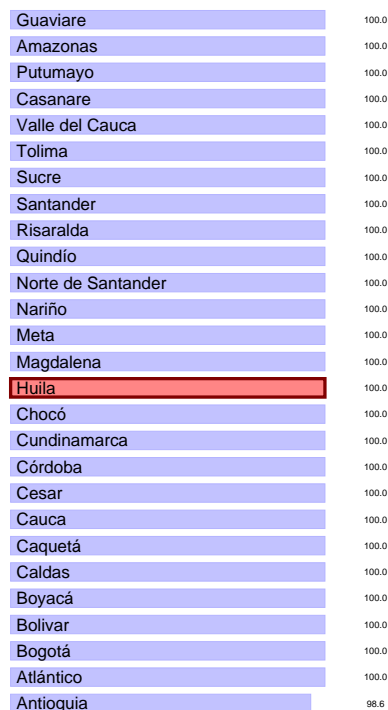 Guaviare 100.0
Amazonas 100.0
Putumayo 100.0
Casanare 100.0
Valle del Cauca 100.0
Tolima 100.0
Sucre 100.0
Santander 100.0
Risaralda 100.0
Quindío 100.0
Norte de Santander 100.0
Nariño 100.0
Meta 100.0
Magdalena 100.0
Huila 100.0
Chocó 100.0
Cundinamarca 100.0
Córdoba 100.0
Cesar 100.0
Cauca 100.0
Caquetá 100.0
Caldas 100.0
Boyacá 100.0
Bolivar 100.0
Bogotá 100.0
Atlántico 100.0
Antioquia 98.6